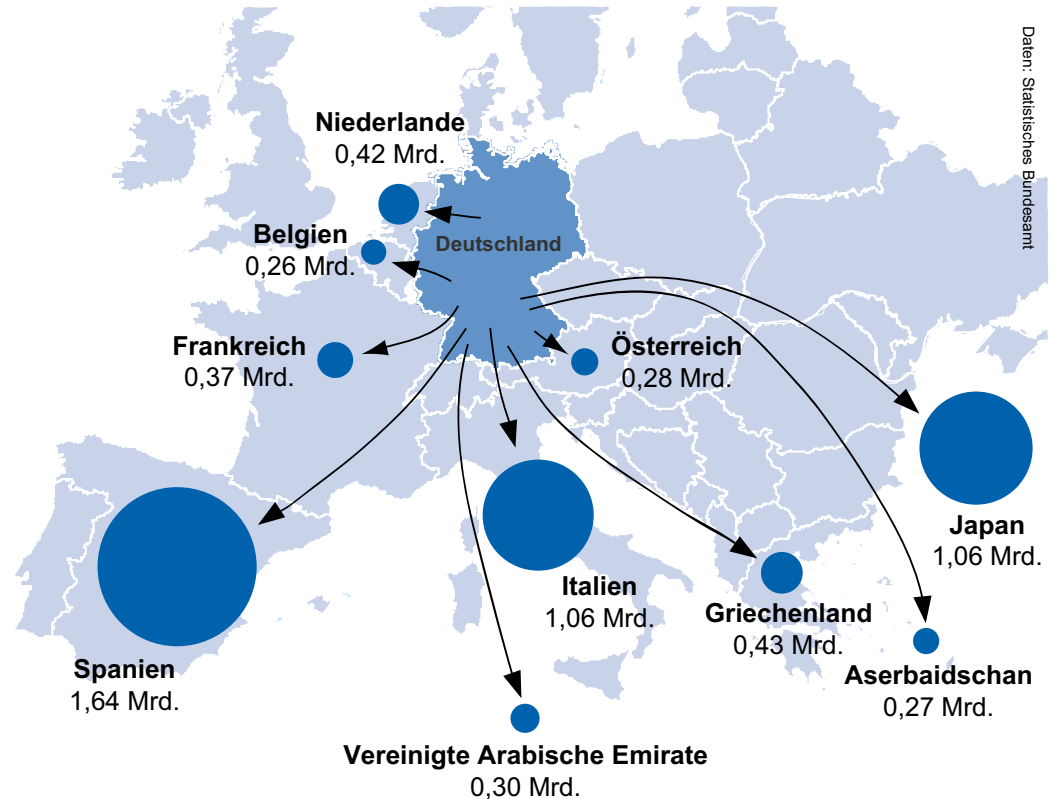 Daten: Statistisches Bundesamt
Niederlande
0,42 Mrd.
Deutschland
Belgien
0,26 Mrd.
Frankreich
0,37 Mrd.
Österreich
0,28 Mrd.
Japan
1,06 Mrd.
Italien
1,06 Mrd.
Griechenland
0,43 Mrd.
Spanien
1,64 Mrd.
Aserbaidschan
0,27 Mrd.
Vereinigte Arabische Emirate
0,30 Mrd.